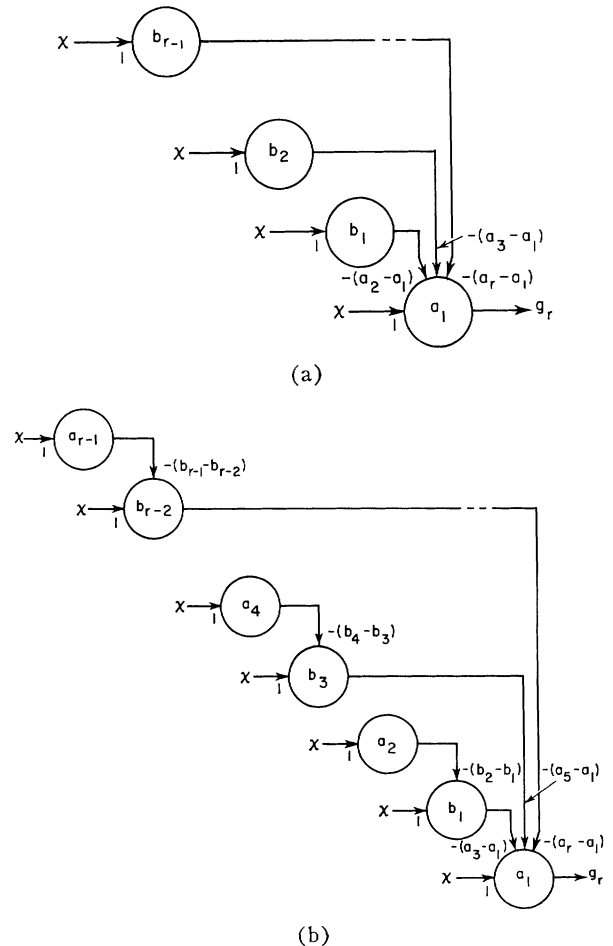 χ 1 b_{r-1}
χ 1 b_2
χ 1 b_1 -(a_3 - a_1)
-(a_2 - a_1) -(a_r - a_1)
χ 1 a_1 g_r
(a)
χ 1 a_{r-1}
-(b_{r-1} - b_{r-2})
χ 1 b_{r-2}
χ 1 a_4
-(b_4 - b_3)
χ 1 b_3
χ 1 a_2
-(b_2 - b_1) -(a_5 - a_1)
χ 1 b_1
-(a_3 - a_1) -(a_r - a_1)
χ 1 a_1 g_r
(b)